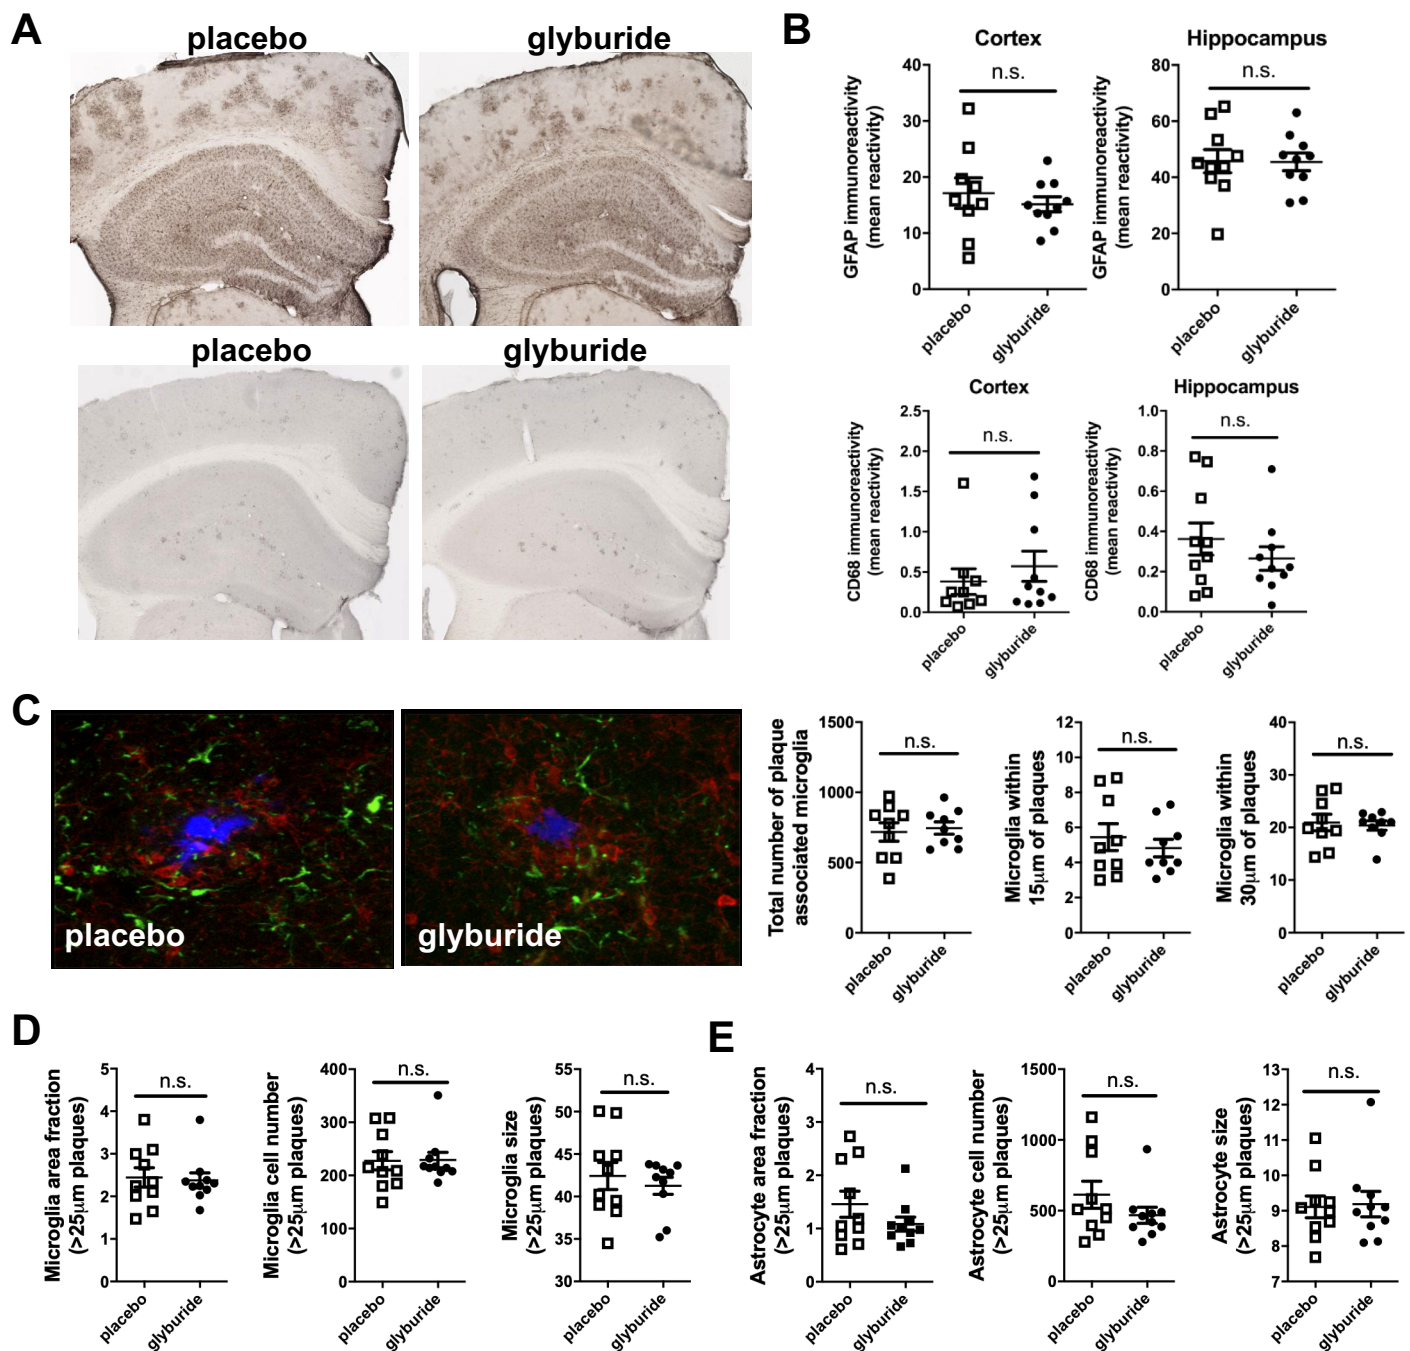 A
placebo
glyburide
placebo
glyburide
B
Cortex
GFAP immunoreactivity
(mean reactivity)
40
30
20
10
0
n.s.
placebo
glyburide
Hippocampus
GFAP immunoreactivity
(mean reactivity)
80
60
40
20
0
n.s.
placebo
glyburide
Cortex
CD68 immunoreactivity
(mean reactivity)
2.5
2.0
1.5
1.0
0.5
0.0
n.s.
placebo
glyburide
Hippocampus
CD68 immunoreactivity
(mean reactivity)
1.0
0.8
0.6
0.4
0.2
0.0
n.s.
placebo
glyburide
C
placebo
glyburide
Total number of plaque
associated microglia
1500
1000
500
0
n.s.
placebo
glyburide
Microglia within
15μm of plaques
12
10
8
6
4
2
0
n.s.
placebo
glyburide
Microglia within
30μm of plaques
40
30
20
10
0
n.s.
placebo
glyburide
D
Microglia area fraction
(>25μm plaques)
5
4
3
2
1
0
n.s.
placebo
glyburide
Microglia cell number
(>25μm plaques)
400
300
200
100
0
n.s.
placebo
glyburide
Microglia size
(>25μm plaques)
55
50
45
40
35
30
n.s.
placebo
glyburide
E
Astrocyte area fraction
(>25μm plaques)
4
3
2
1
0
n.s.
placebo
glyburide
Astrocyte cell number
(>25μm plaques)
1500
1000
500
0
n.s.
placebo
glyburide
Astrocyte size
(>25μm plaques)
13
12
11
10
9
8
7
n.s.
placebo
glyburide